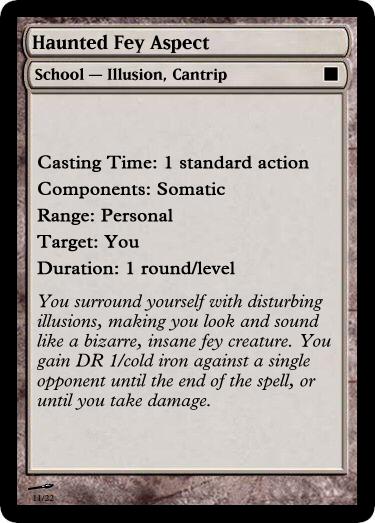 Haunted Fey Aspect
School — Illusion, Cantrip
Casting Time: 1 standard action
Components: Somatic
Range: Personal
Target: You
Duration: 1 round/level
You surround yourself with disturbing
illusions, making you look and sound
like a bizarre, insane fey creature. You
gain DR 1/cold iron against a single
opponent until the end of the spell, or
until you take damage.
11/22